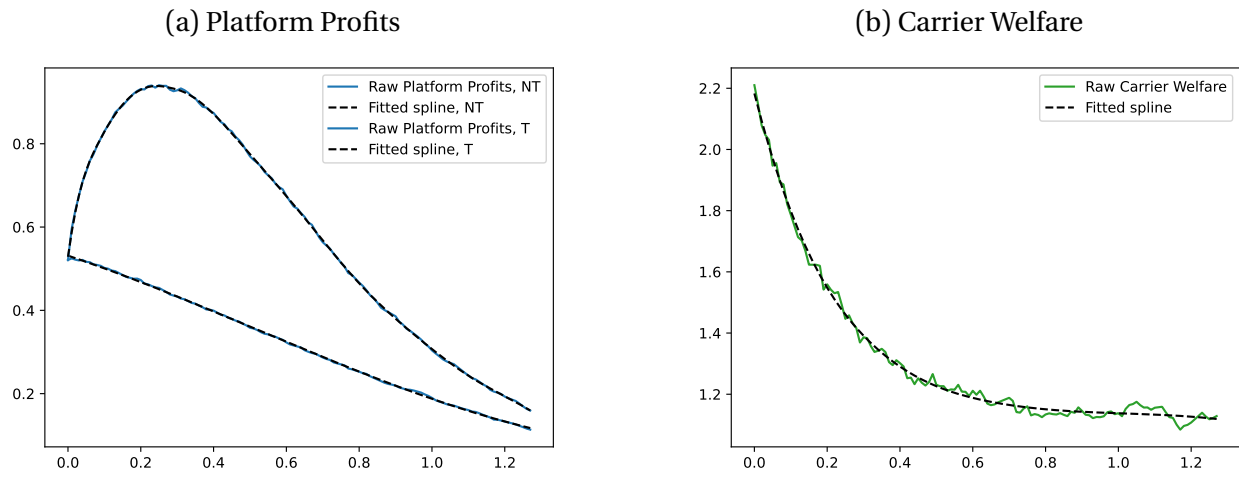 (a) Platform Profits
Raw Platform Profits, NT
Fitted spline, NT
Raw Platform Profits, T
Fitted spline, T
0.8
0.6
0.4
0.2
0.0 0.2 0.4 0.6 0.8 1.0 1.2
(b) Carrier Welfare
Raw Carrier Welfare
Fitted spline
2.2
2.0
1.8
1.6
1.4
1.2
0.0 0.2 0.4 0.6 0.8 1.0 1.2